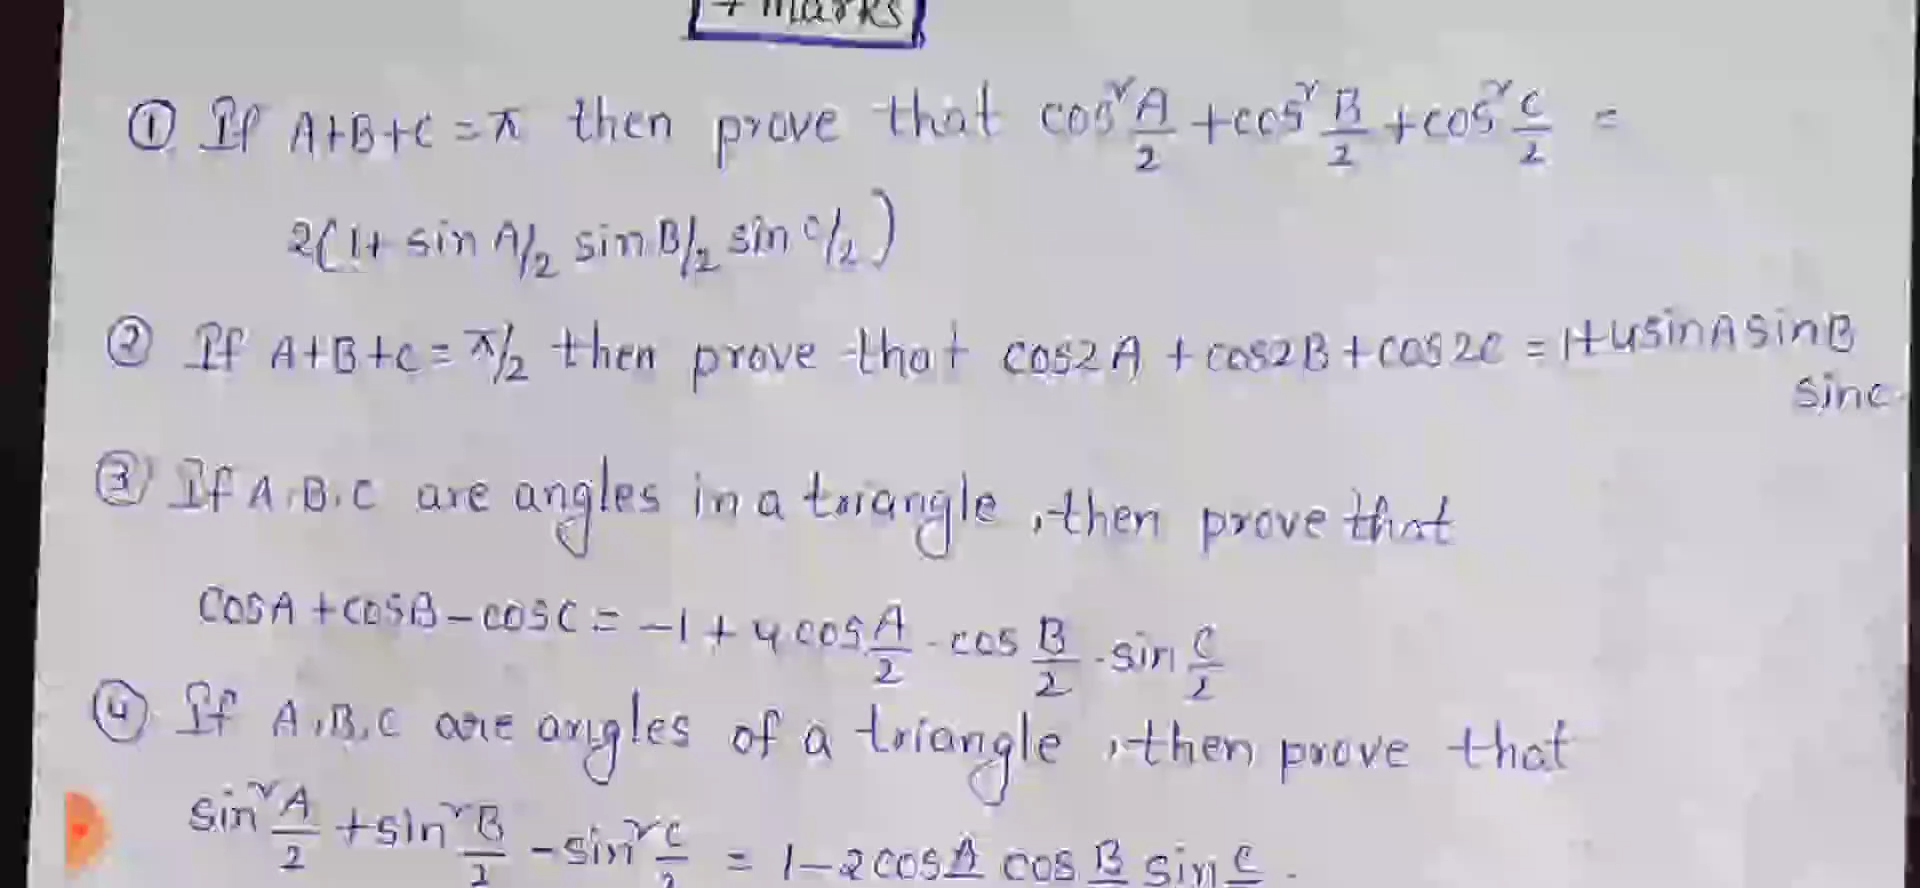 7 marks
① If A+B+C = π then prove that cos²A/2 + cos²B/2 + cos²C/2 =
2(1+ sin A/2 sin B/2 sin C/2)
② If A+B+C = π/2 then prove that cos2A + cos2B + cos2C = 1+4sinA sinB
sinc.
③ If A,B,C are angles in a triangle, then prove that
cosA + cosB - cosC = -1 + 4 cos A/2 . cos B/2 . sin C/2
④ If A,B,C are angles of a triangle, then prove that
sin²A/2 + sin²B/2 - sin²C/2 = 1-2cos A cos B sin C .